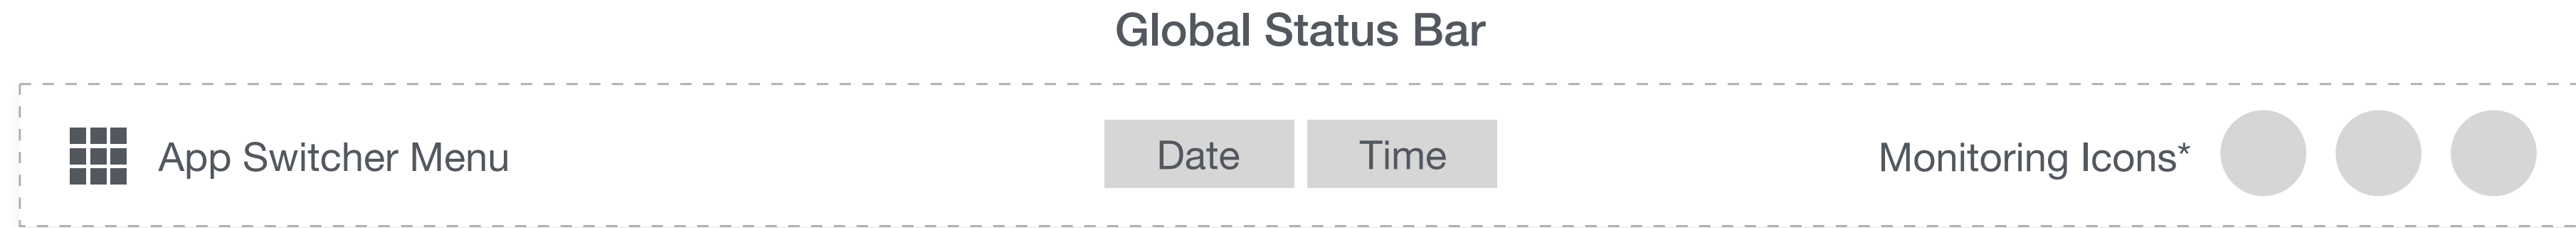 Global Status Bar
App Switcher Menu Date Time Monitoring Icons*